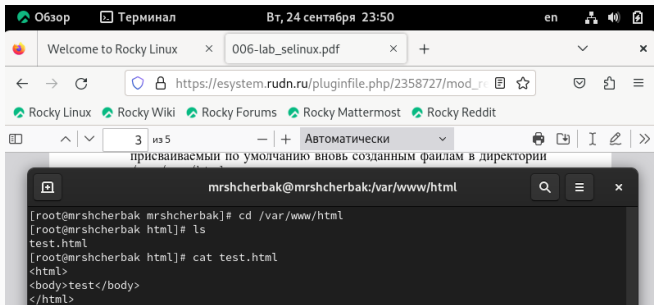 Обзор Терминал Вт, 24 сентября 23:50 en
Welcome to Rocky Linux × 006-lab_selinux.pdf × +
https://esystem.rudn.ru/pluginfile.php/2358727/mod_re
Rocky Linux Rocky Wiki Rocky Forums Rocky Mattermost Rocky Reddit
3 из 5 — + Автоматически
присваиваемый по умолчанию вновь созданным файлам в директории
mrshcherbak@mrshcherbak:/var/www/html
[root@mrshcherbak mrshcherbak]# cd /var/www/html
[root@mrshcherbak html]# ls
test.html
[root@mrshcherbak html]# cat test.html
<html>
<body>test</body>
</html>